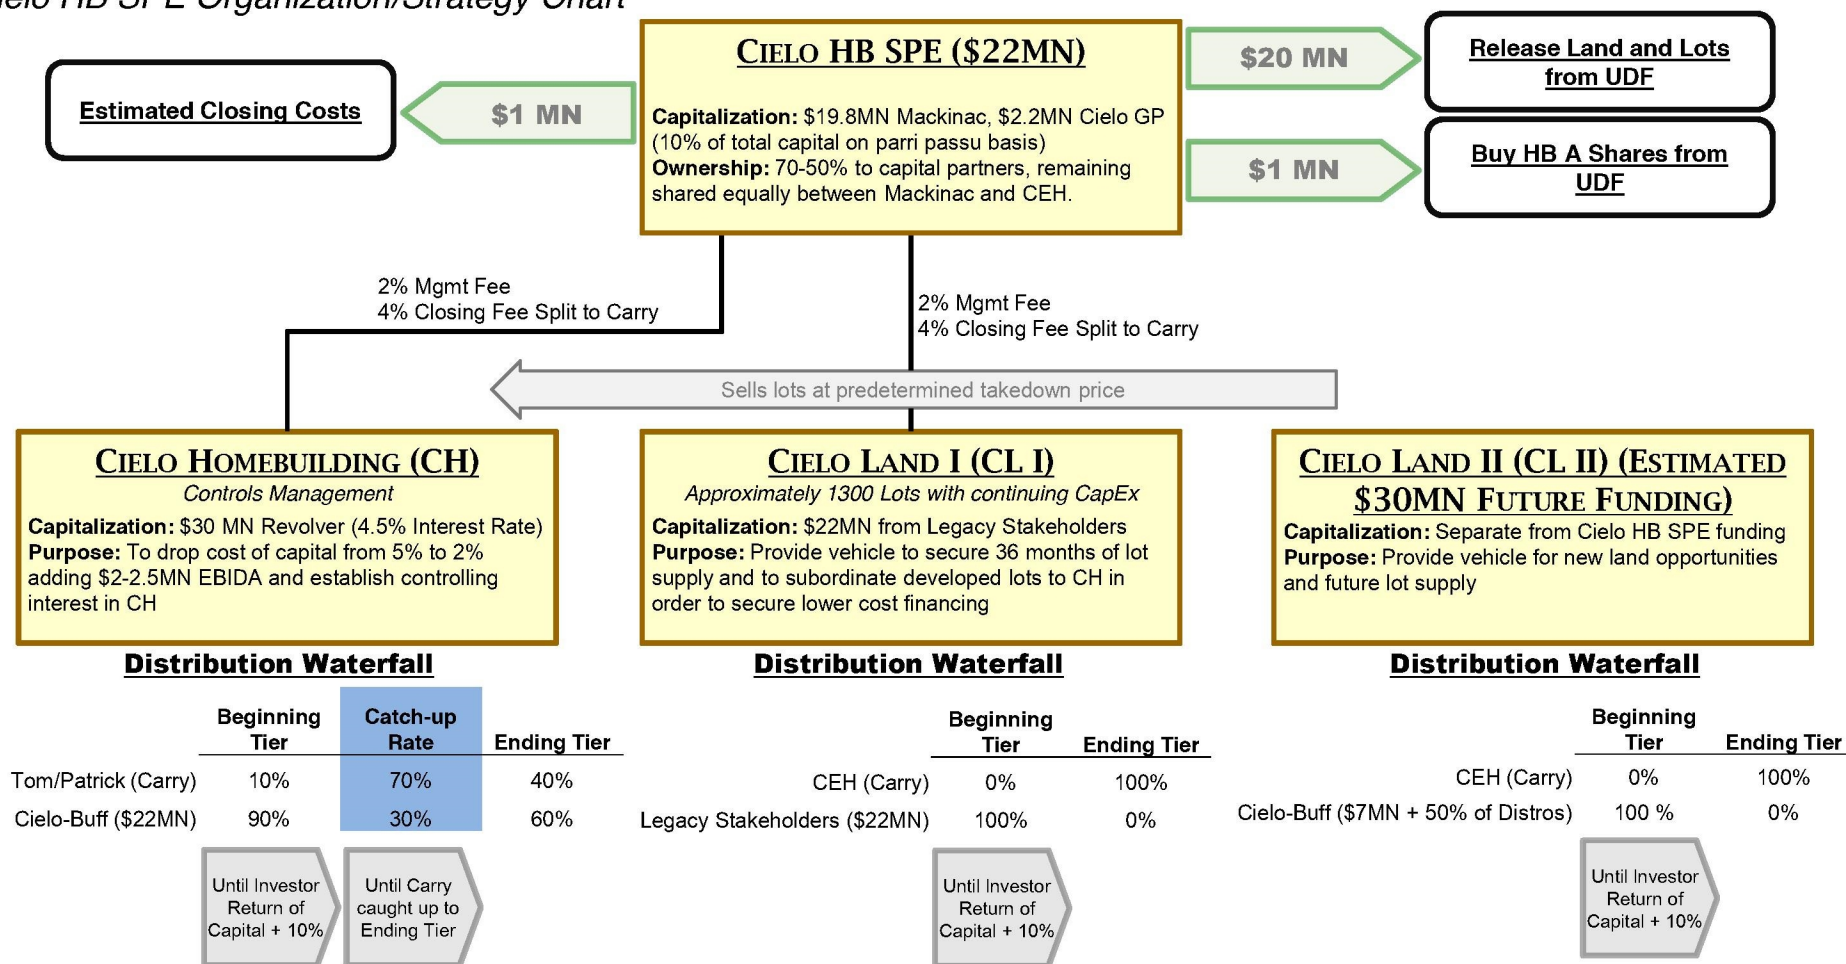 HB SPE Organization/Strategy Chart
CIELO HB SPE ($22MN)
Capitalization: $19.8MN Mackinac, $2.2MN Cielo GP
(10% of total capital on parri passu basis)
Ownership: 70-50% to capital partners, remaining
shared equally between Mackinac and CEH.
Estimated Closing Costs
$1 MN
$20 MN
Release Land and Lots
from UDF
$1 MN
Buy HB A Shares from
UDF
2% Mgmt Fee
4% Closing Fee Split to Carry
2% Mgmt Fee
4% Closing Fee Split to Carry
Sells lots at predetermined takedown price
CIELO HOMEBUILDING (CH)
Controls Management
Capitalization: $30 MN Revolver (4.5% Interest Rate)
Purpose: To drop cost of capital from 5% to 2%
adding $2-2.5MN EBIDA and establish controlling
interest in CH
CIELO LAND I (CL I)
Approximately 1300 Lots with continuing CapEx
Capitalization: $22MN from Legacy Stakeholders
Purpose: Provide vehicle to secure 36 months of lot
supply and to subordinate developed lots to CH in
order to secure lower cost financing
CIELO LAND II (CL II) (ESTIMATED
$30MN FUTURE FUNDING)
Capitalization: Separate from Cielo HB SPE funding
Purpose: Provide vehicle for new land opportunities
and future lot supply
Distribution Waterfall
Beginning
Tier
Catch-up
Rate
Ending Tier
Tom/Patrick (Carry) 10% 70% 40%
Cielo-Buff ($22MN) 90% 30% 60%
Until Investor
Return of
Capital + 10%
Until Carry
caught up to
Ending Tier
Distribution Waterfall
Beginning
Tier
Ending Tier
CEH (Carry) 0% 100%
Legacy Stakeholders ($22MN) 100% 0%
Until Investor
Return of
Capital + 10%
Distribution Waterfall
Beginning
Tier
Ending Tier
CEH (Carry) 0% 100%
Cielo-Buff ($7MN + 50% of Distros) 100 % 0%
Until Investor
Return of
Capital + 10%